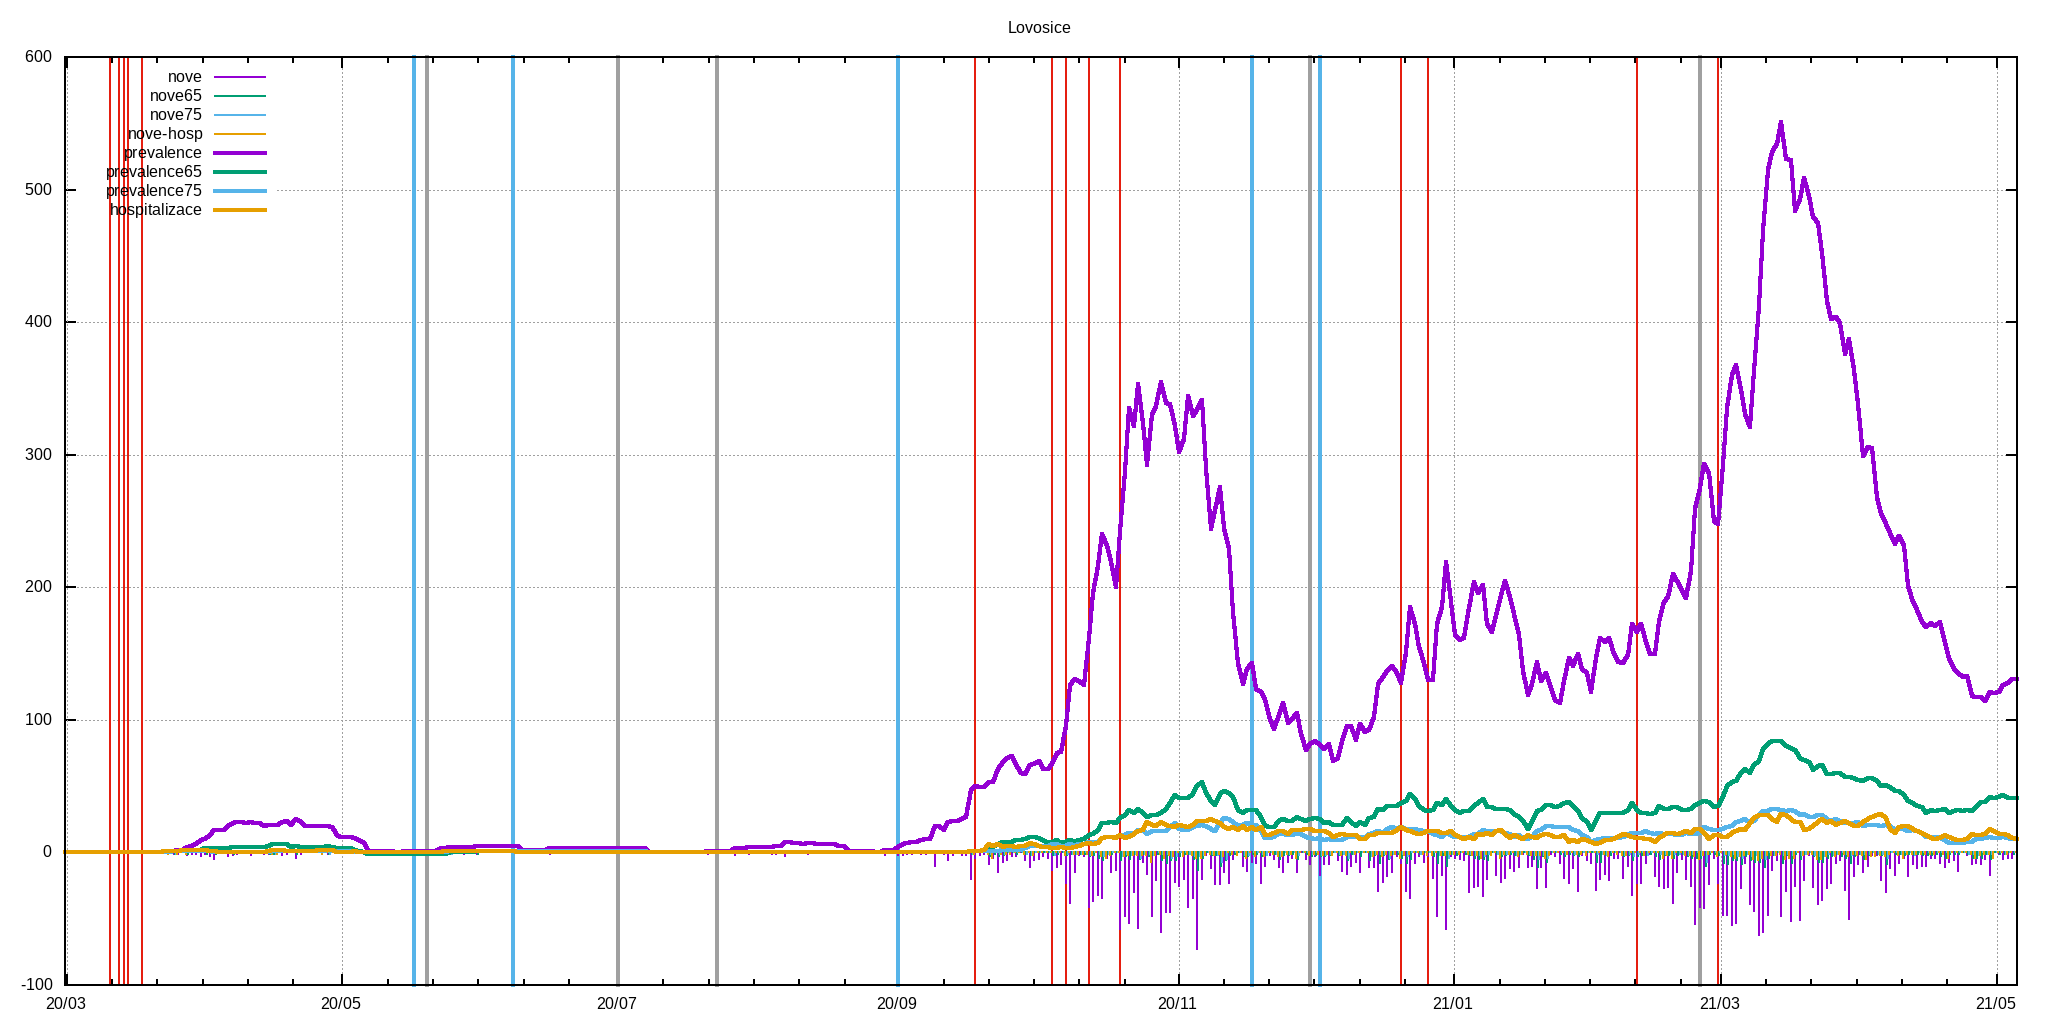 Lovosice
600
500
400
300
200
100
0
-100
nove
nove65
nove75
nove-hosp
prevalence
prevalence65
prevalence75
hospitalizace
20/03
20/05
20/07
20/09
20/11
21/01
21/03
21/05